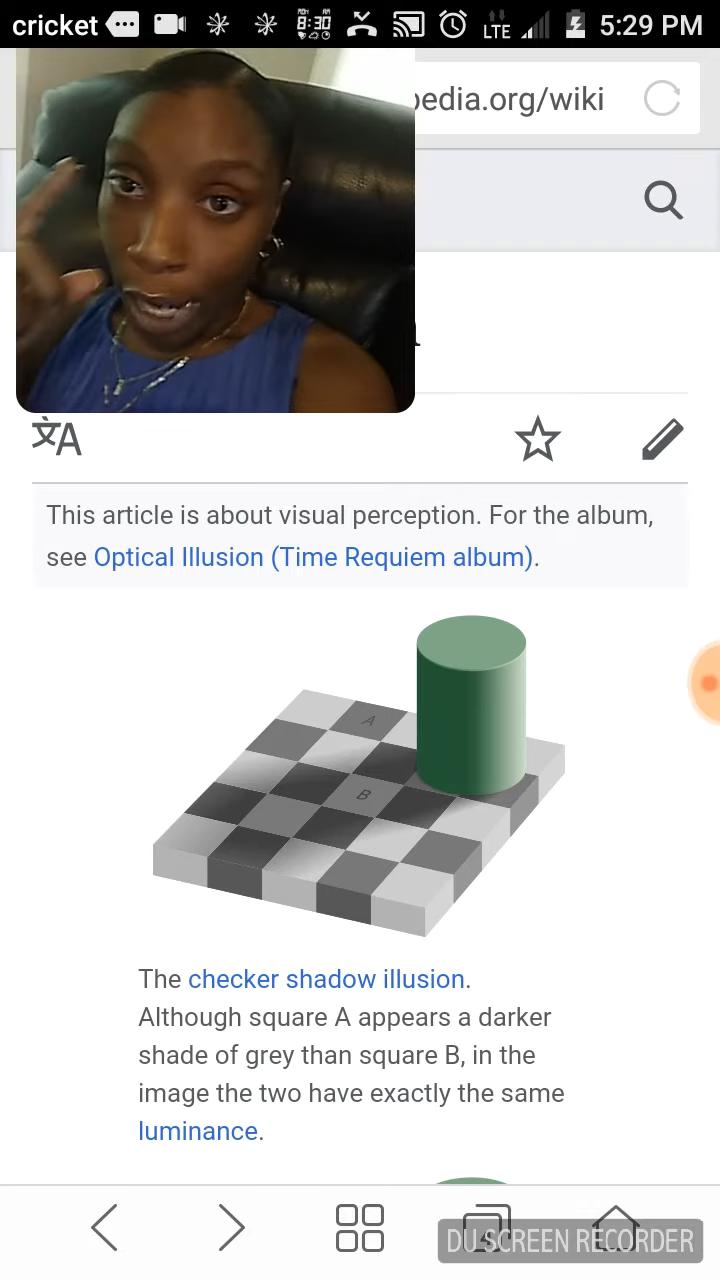 cricket 8:30 LTE 5:29 PM
pedia.org/wiki
文A
This article is about visual perception. For the album,
see Optical Illusion (Time Requiem album).
A
B
The checker shadow illusion.
Although square A appears a darker
shade of grey than square B, in the
image the two have exactly the same
luminance.
DU SCREEN RECORDER